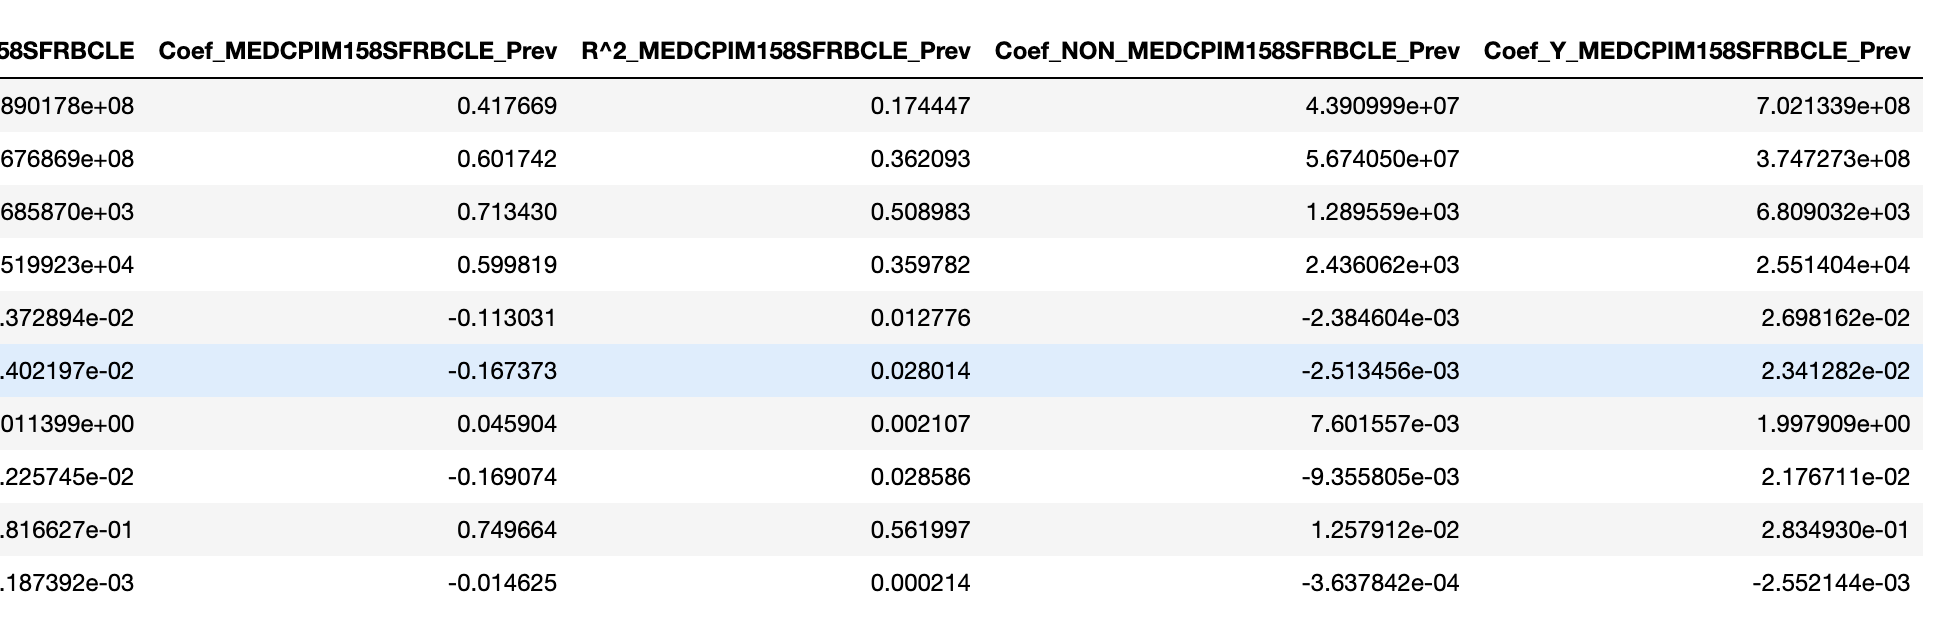 58SFRBCLE Coef_MEDCPIM158SFRBCLE_Prev R^2_MEDCPIM158SFRBCLE_Prev Coef_NON_MEDCPIM158SFRBCLE_Prev Coef_Y_MEDCPIM158SFRBCLE_Prev
890178e+08 0.417669 0.174447 4.390999e+07 7.021339e+08
676869e+08 0.601742 0.362093 5.674050e+07 3.747273e+08
685870e+03 0.713430 0.508983 1.289559e+03 6.809032e+03
519923e+04 0.599819 0.359782 2.436062e+03 2.551404e+04
.372894e-02 -0.113031 0.012776 -2.384604e-03 2.698162e-02
.402197e-02 -0.167373 0.028014 -2.513456e-03 2.341282e-02
011399e+00 0.045904 0.002107 7.601557e-03 1.997909e+00
.225745e-02 -0.169074 0.028586 -9.355805e-03 2.176711e-02
.816627e-01 0.749664 0.561997 1.257912e-02 2.834930e-01
.187392e-03 -0.014625 0.000214 -3.637842e-04 -2.552144e-03